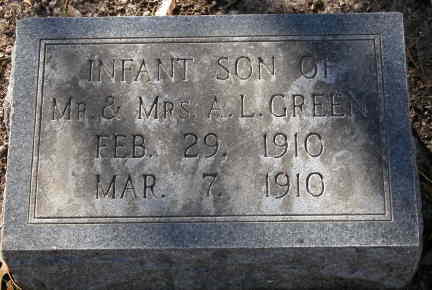 INFANT SON OF
MR. & MRS. A. L. GREEN
FEB. 29. 1910
MAR. 7. 1910